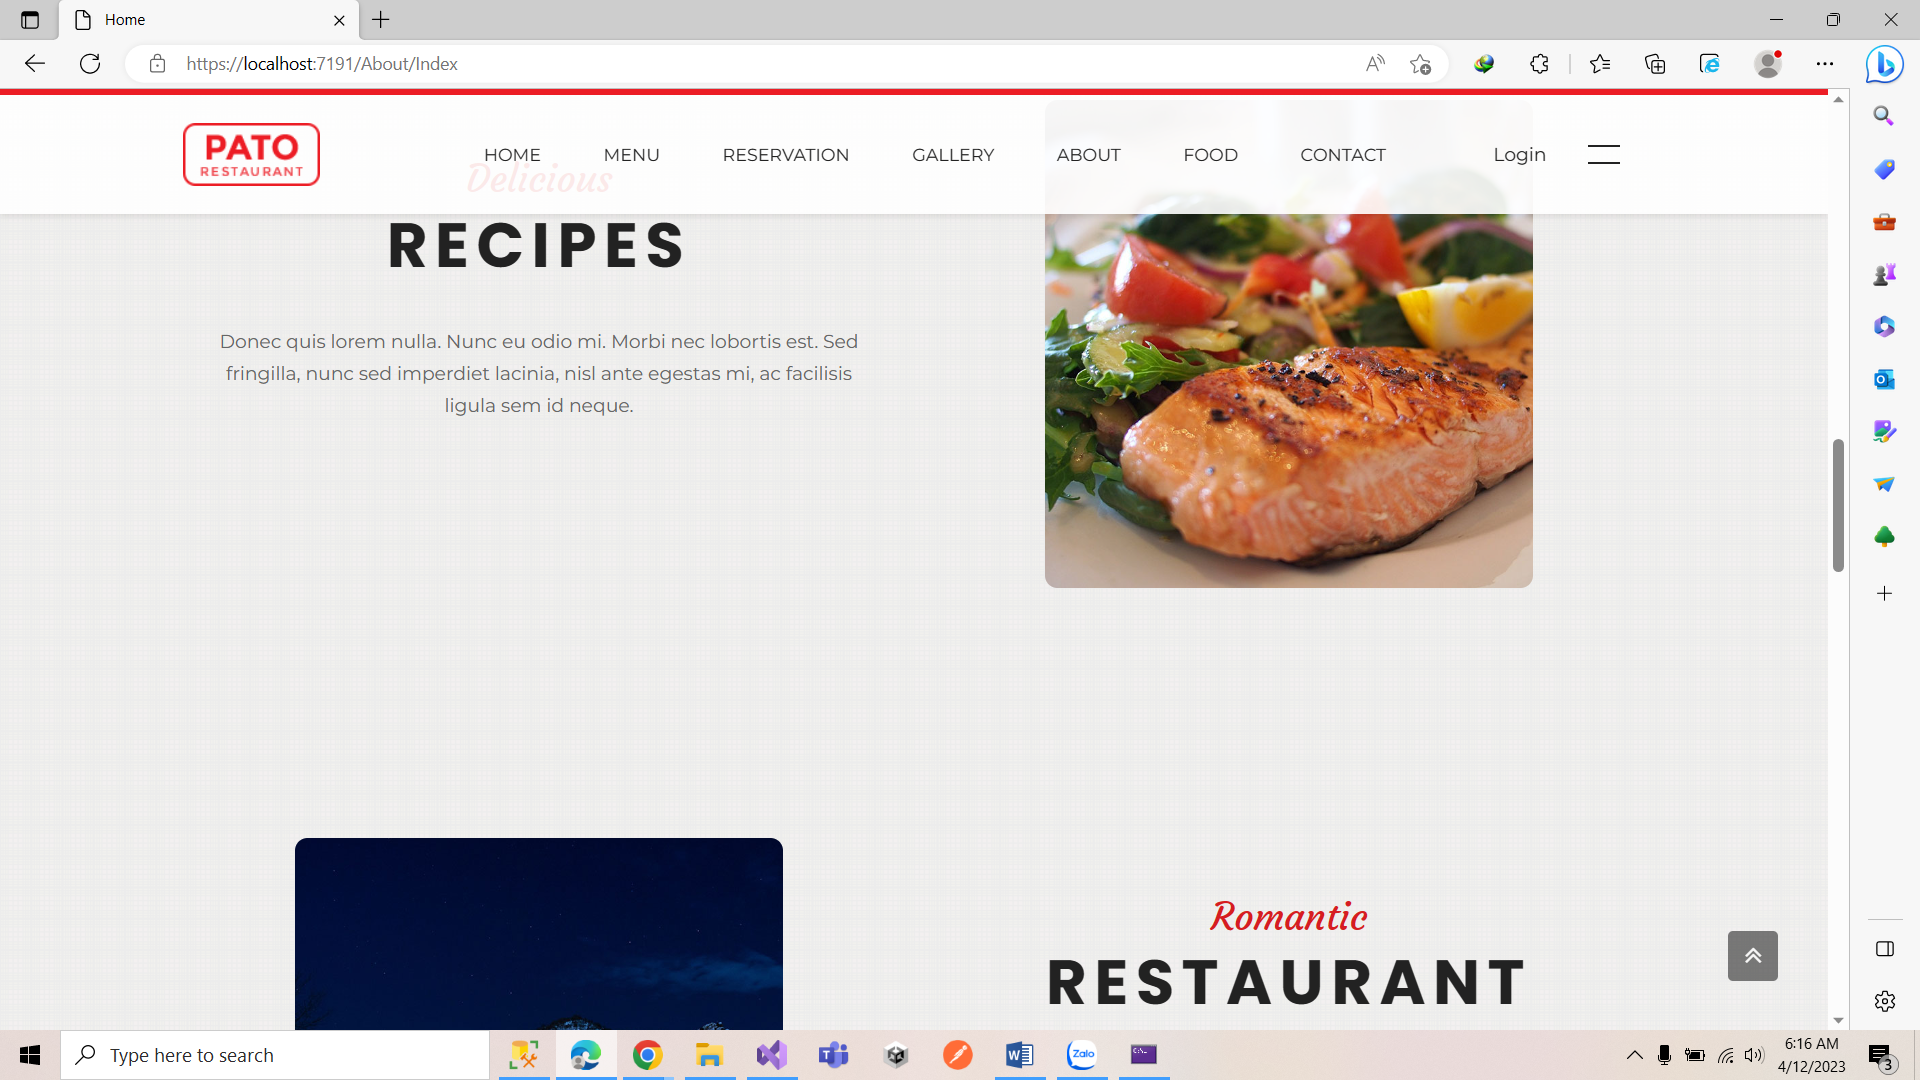 Home
https://localhost:7191/About/Index
PATO
RESTAURANT
HOME
MENU
RESERVATION
GALLERY
ABOUT
FOOD
CONTACT
Login
Delicious
RECIPES
Donec quis lorem nulla. Nunc eu odio mi. Morbi nec lobortis est. Sed
fringilla, nunc sed imperdiet lacinia, nisl ante egestas mi, ac facilisis
ligula sem id neque.
Romantic
RESTAURANT
Type here to search
Zalo
6:16 AM
4/12/2023
3